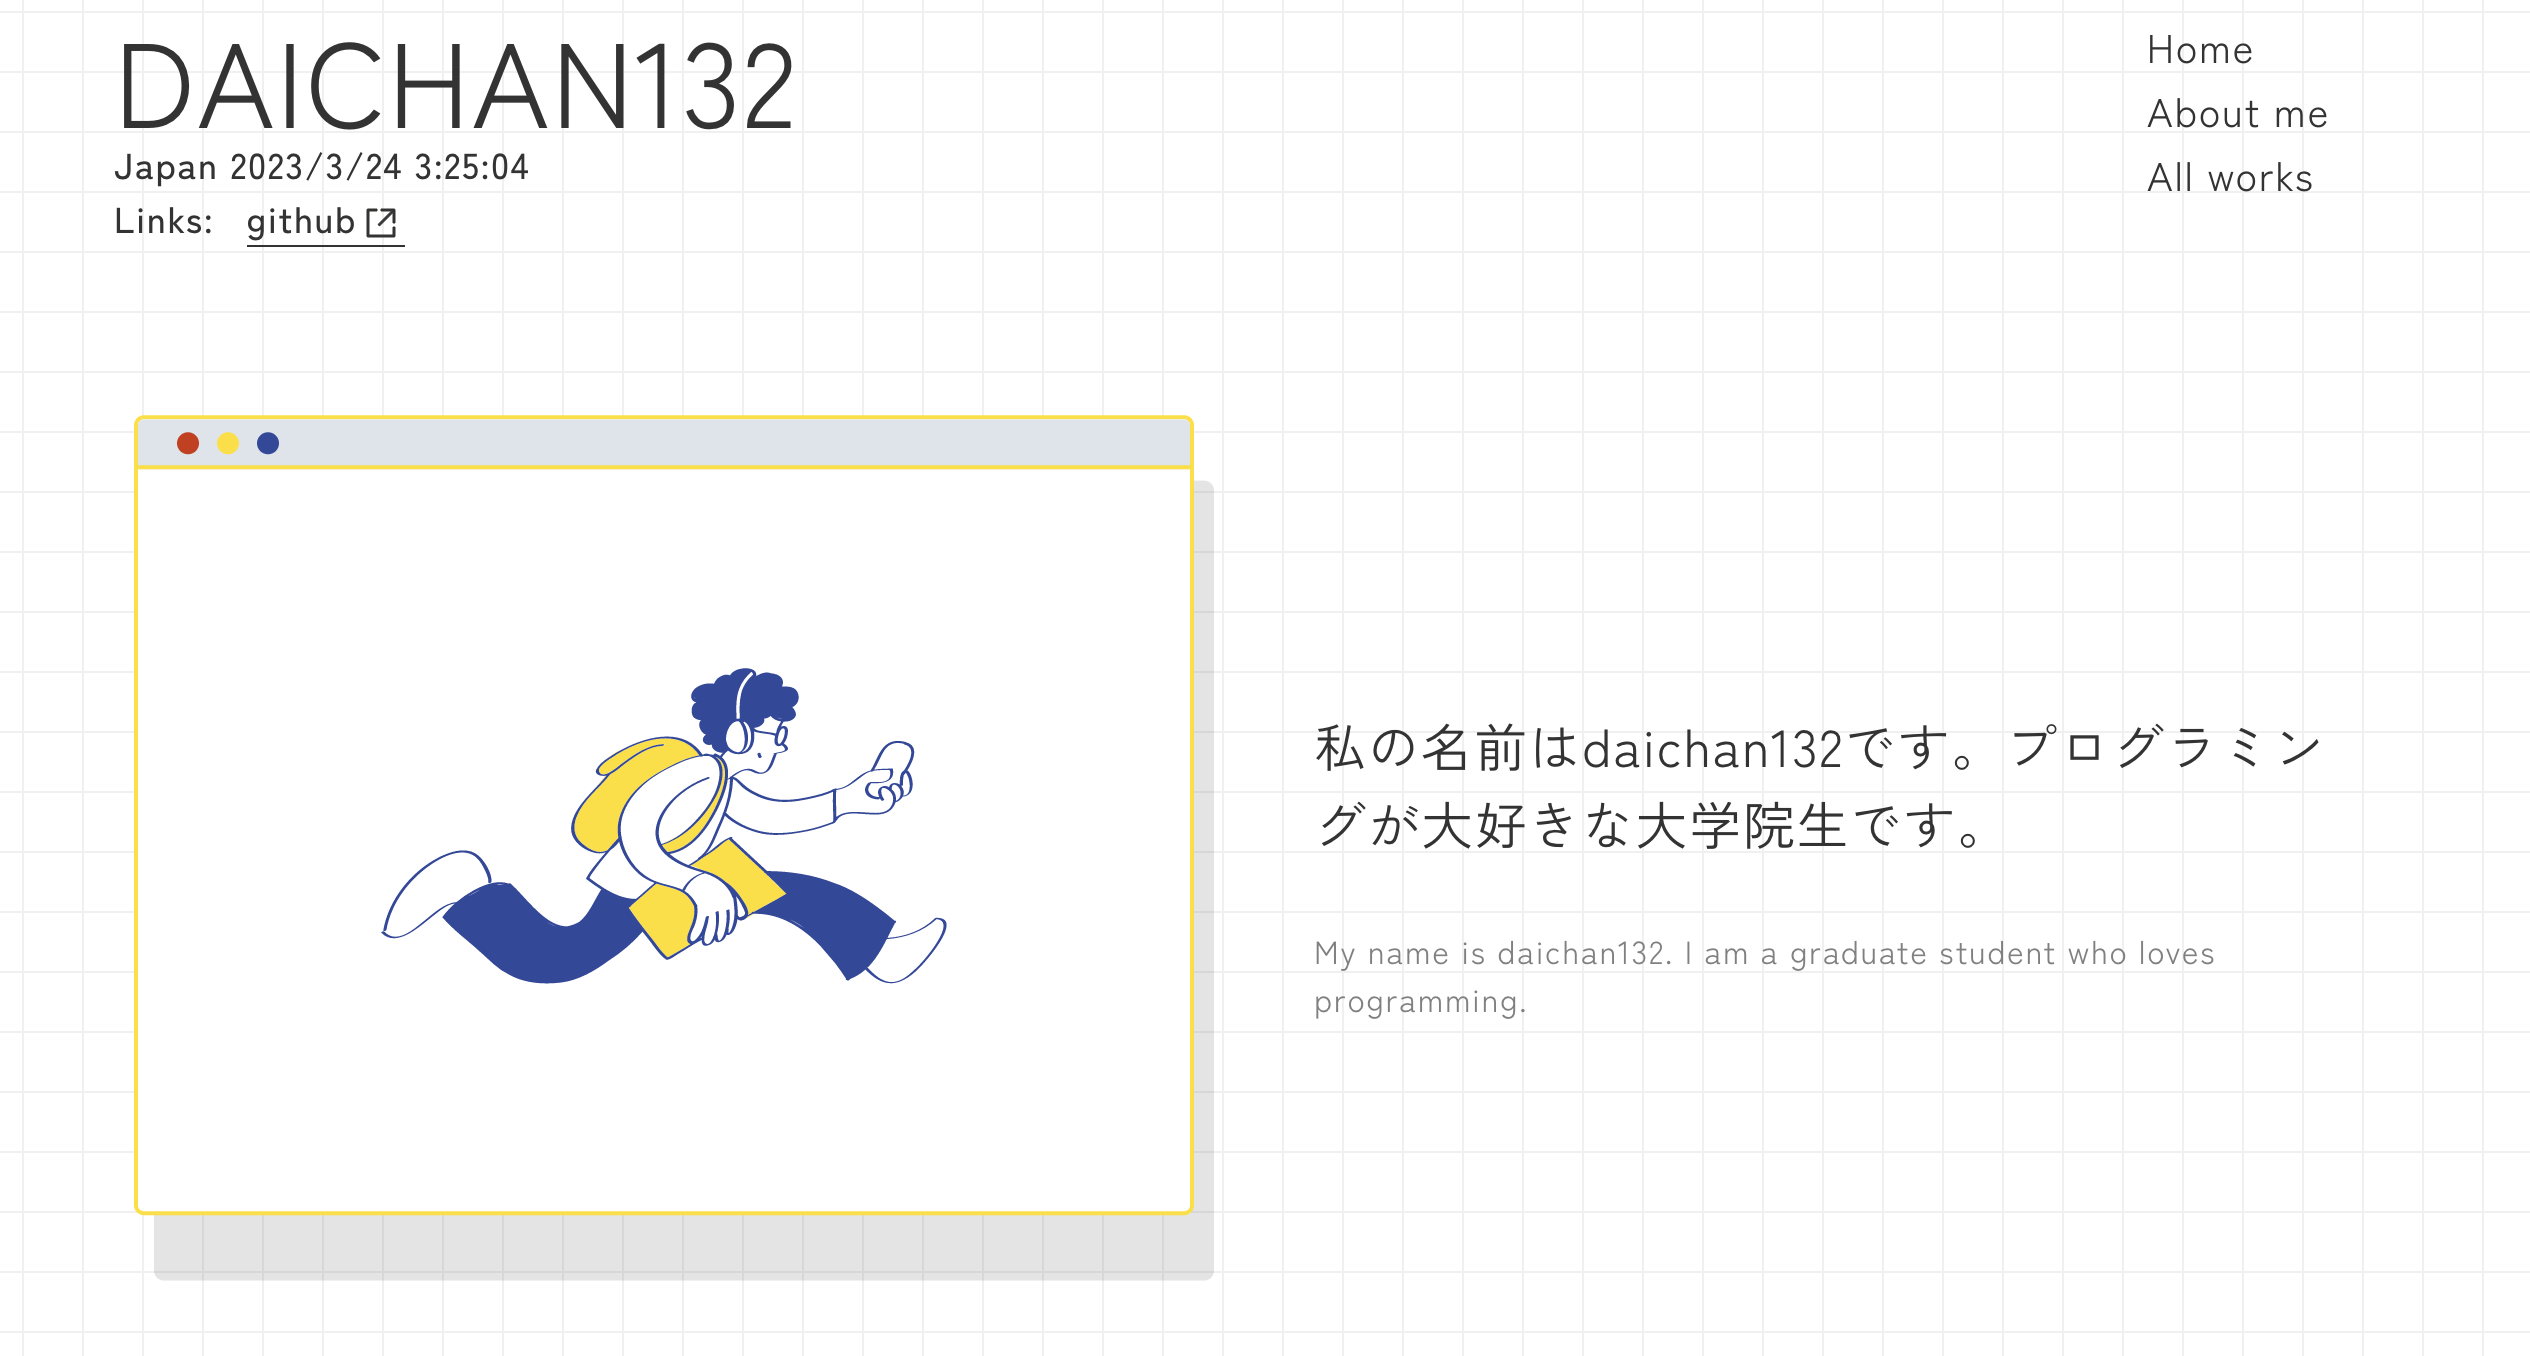 DAICHAN132
Japan 2023/3/24 3:25:04
Links: github
Home
About me
All works
私の名前はdaichan132です。プログラミン
グが大好きな大学院生です。
My name is daichan132. I am a graduate student who loves
programming.